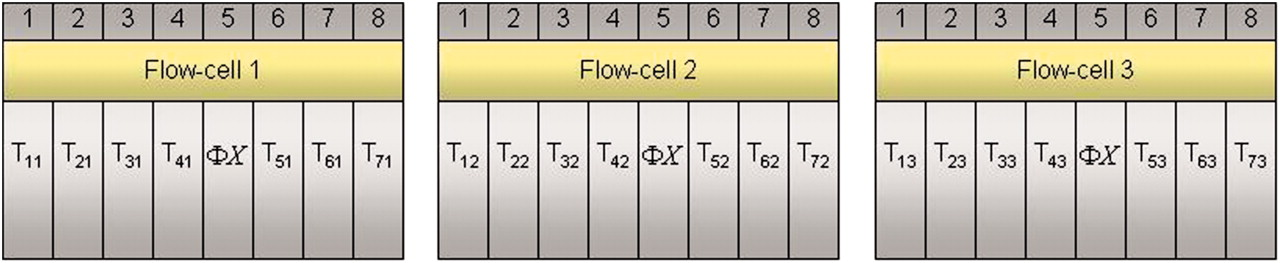 1 2 3 4 5 6 7 8
Flow-cell 1
T11 T21 T31 T41 ΦX T51 T61 T71
1 2 3 4 5 6 7 8
Flow-cell 2
T12 T22 T32 T42 ΦX T52 T62 T72
1 2 3 4 5 6 7 8
Flow-cell 3
T13 T23 T33 T43 ΦX T53 T63 T73